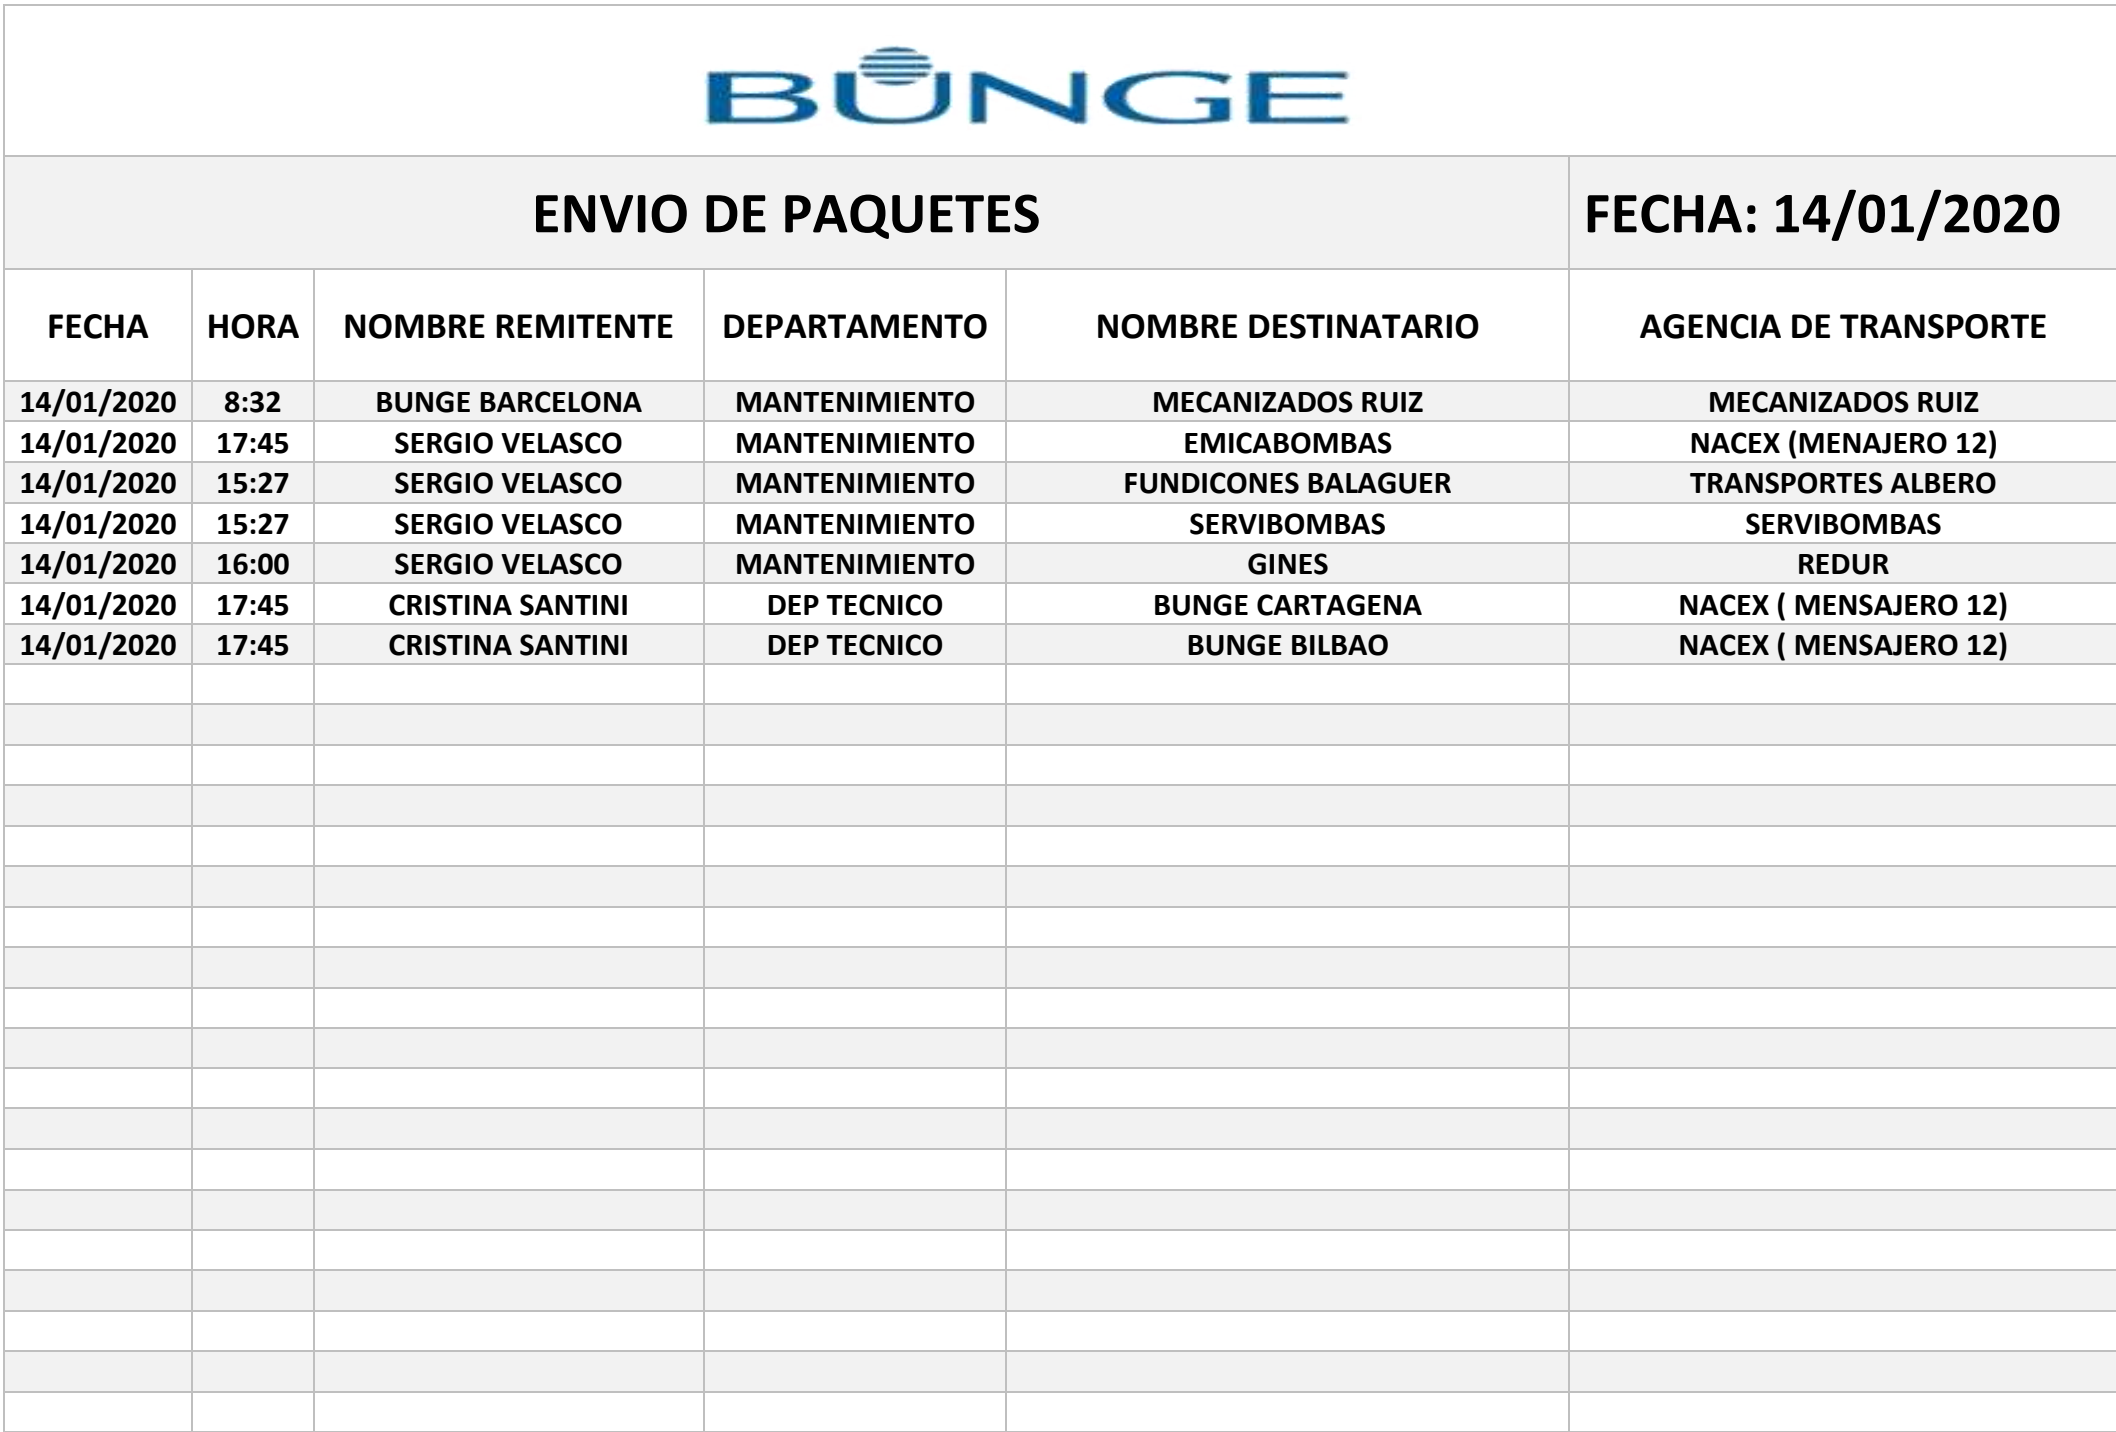 BUNGE
ENVIO DE PAQUETES FECHA: 14/01/2020
FECHA HORA NOMBRE REMITENTE DEPARTAMENTO NOMBRE DESTINATARIO AGENCIA DE TRANSPORTE
14/01/2020 8:32 BUNGE BARCELONA MANTENIMIENTO MECANIZADOS RUIZ MECANIZADOS RUIZ
14/01/2020 17:45 SERGIO VELASCO MANTENIMIENTO EMICABOMBAS NACEX (MENAJERO 12)
14/01/2020 15:27 SERGIO VELASCO MANTENIMIENTO FUNDICONES BALAGUER TRANSPORTES ALBERO
14/01/2020 15:27 SERGIO VELASCO MANTENIMIENTO SERVIBOMBAS SERVIBOMBAS
14/01/2020 16:00 SERGIO VELASCO MANTENIMIENTO GINES REDUR
14/01/2020 17:45 CRISTINA SANTINI DEP TECNICO BUNGE CARTAGENA NACEX ( MENSAJERO 12)
14/01/2020 17:45 CRISTINA SANTINI DEP TECNICO BUNGE BILBAO NACEX ( MENSAJERO 12)